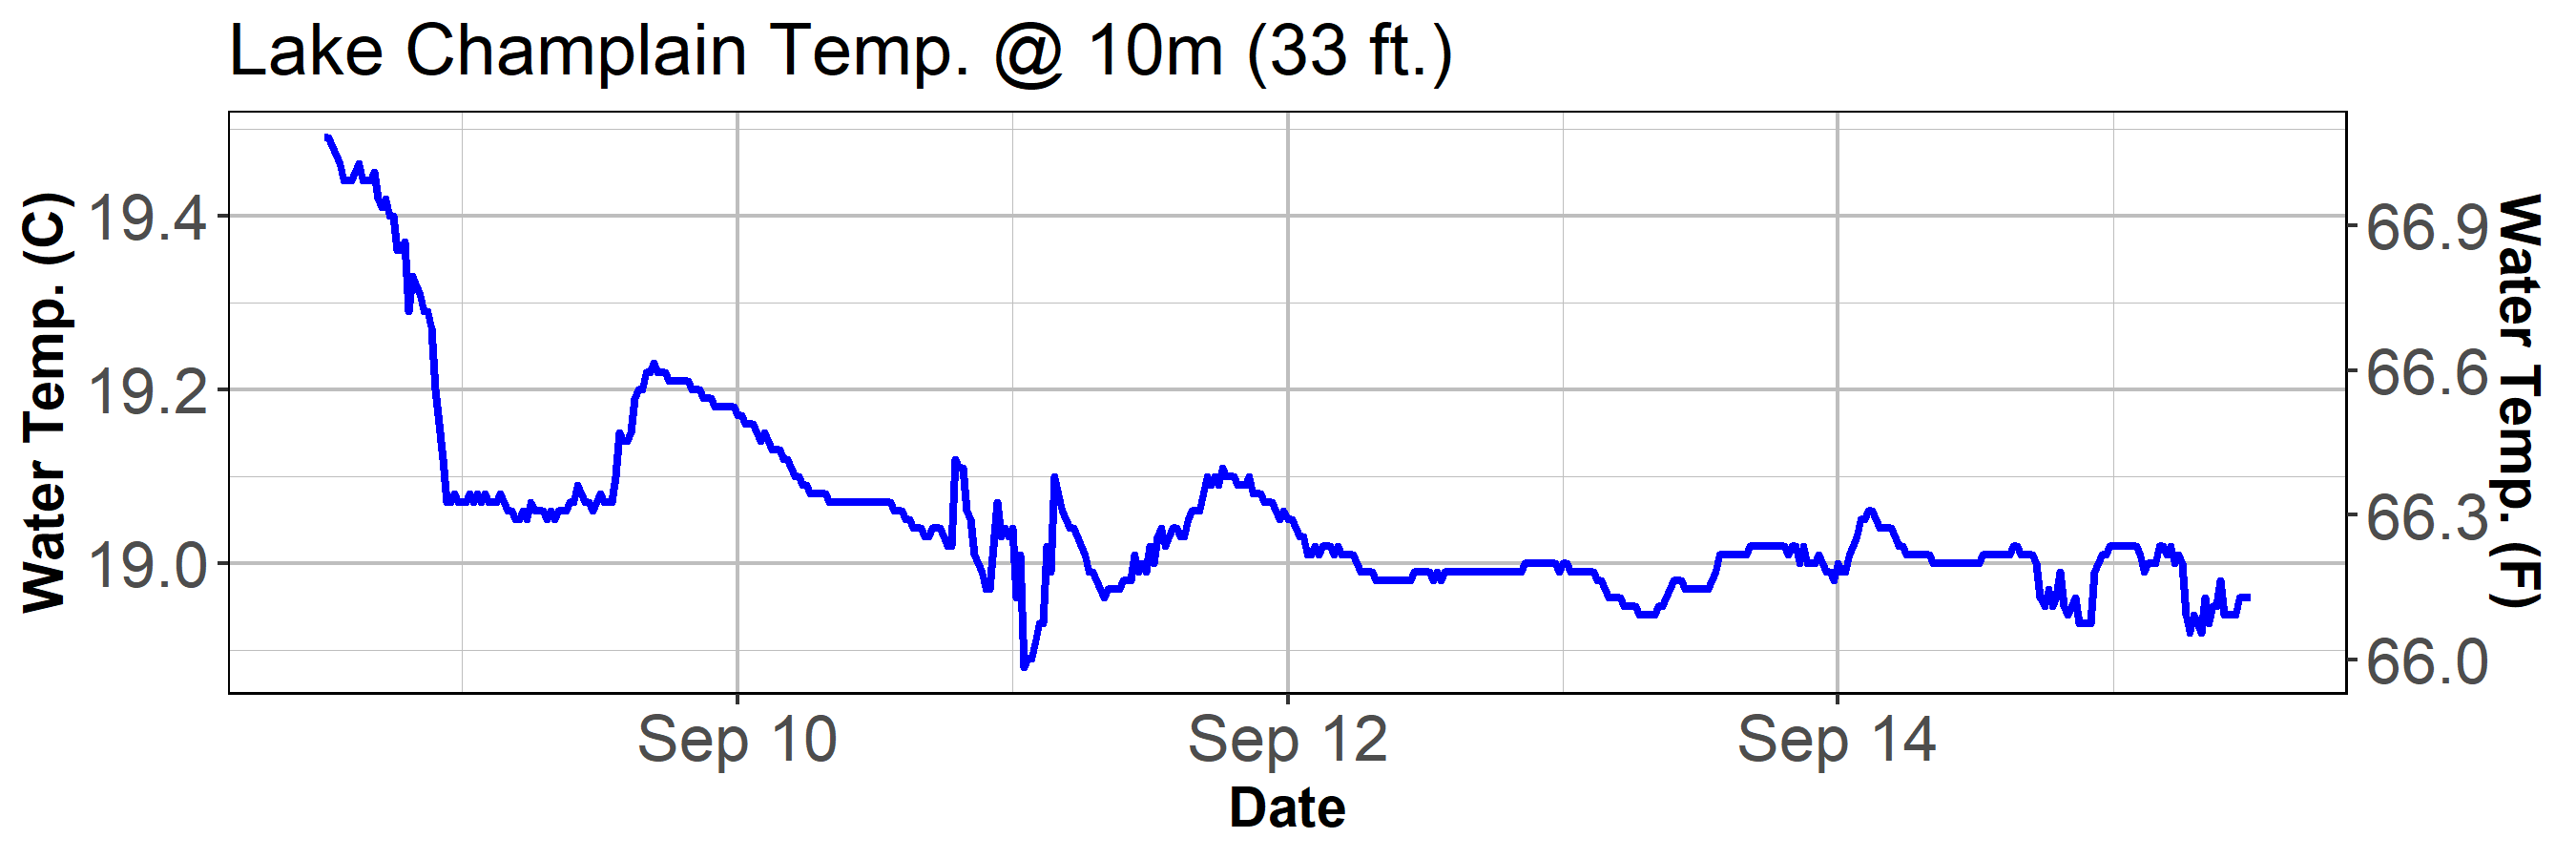 Lake Champlain Temp. @ 10m (33 ft.)
Water Temp. (C)
19.4
19.2
19.0
66.9
66.6
66.3
66.0
Water Temp. (F)
Sep 10
Sep 12
Sep 14
Date